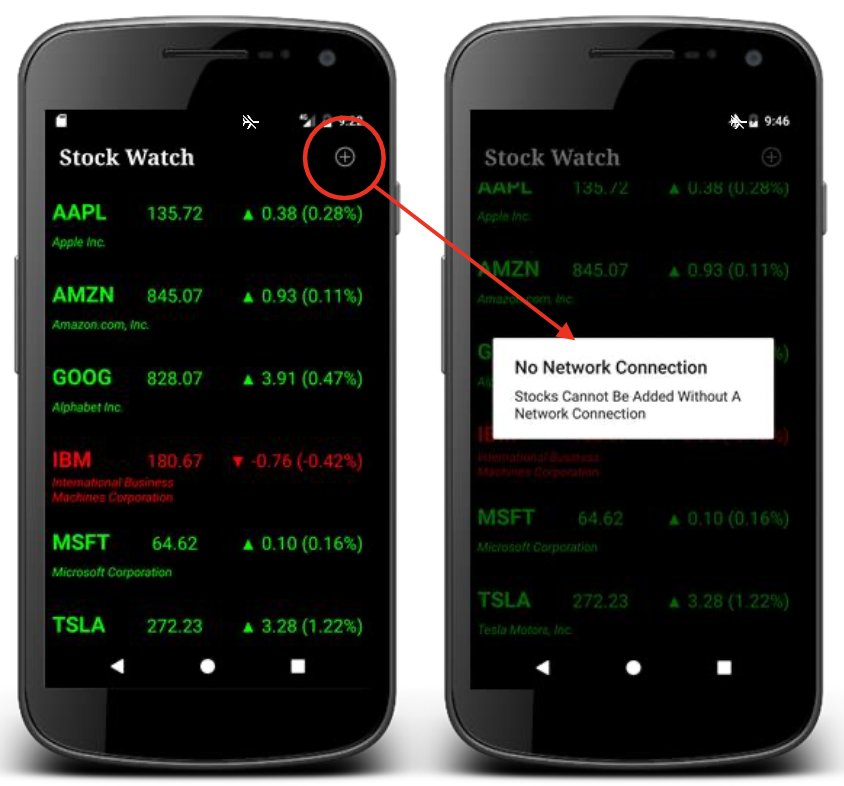 9:22
Stock Watch
AAPL 135.72 ▲ 0.38 (0.28%)
Apple Inc.
AMZN 845.07 ▲ 0.93 (0.11%)
Amazon.com, Inc.
GOOG 828.07 ▲ 3.91 (0.47%)
Alphabet Inc.
IBM 180.67 ▼ -0.76 (-0.42%)
International Business
Machines Corporation
MSFT 64.62 ▲ 0.10 (0.16%)
Microsoft Corporation
TSLA 272.23 ▲ 3.28 (1.22%)
9:46
Stock Watch
AAPL 135.72 ▲ 0.38 (0.28%)
Apple Inc.
AMZN 845.07 ▲ 0.93 (0.11%)
Amazon.com, Inc.
No Network Connection
Stocks Cannot Be Added Without A
Network Connection
International Business
Machines Corporation
MSFT 64.62 ▲ 0.10 (0.16%)
Microsoft Corporation
TSLA 272.23 ▲ 3.28 (1.22%)
Tesla Motors, Inc.